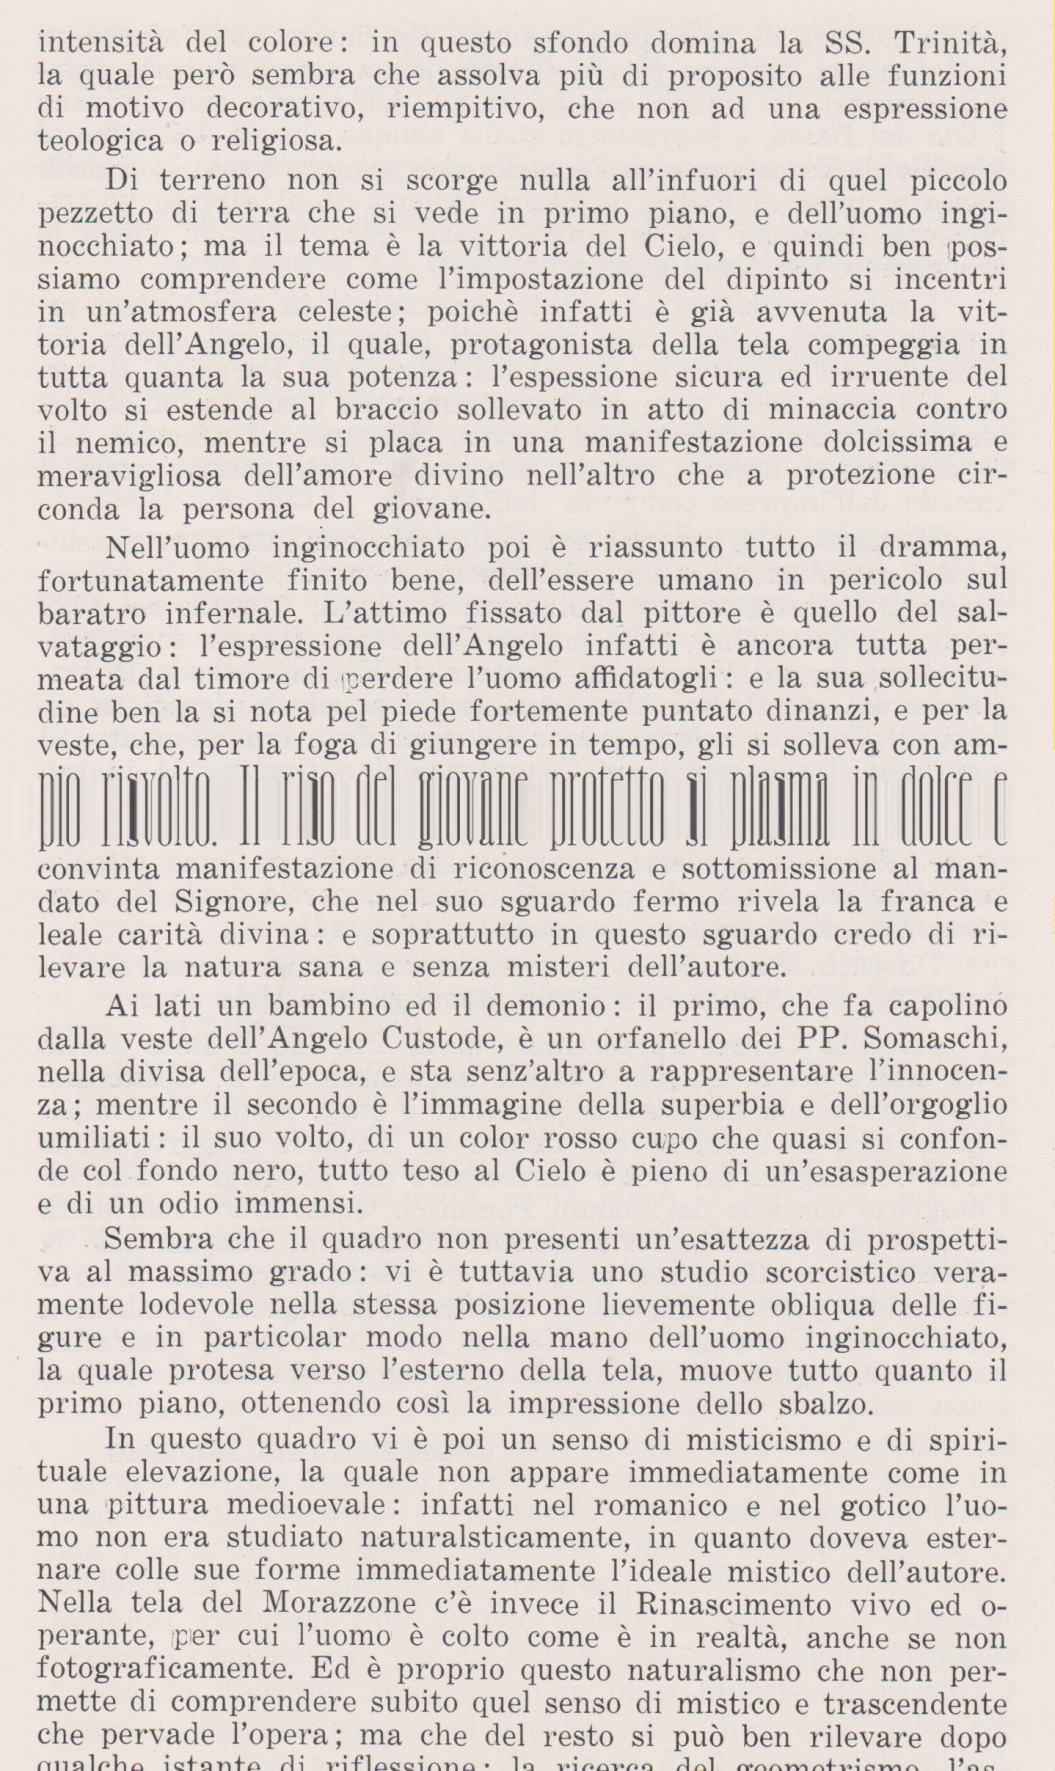 intensità del colore: in questo sfondo domina la SS. Trinità,
la quale però sembra che assolva più di proposito alle funzioni
di motivo decorativo, riempitivo, che non ad una espressione
teologica o religiosa.
Di terreno non si scorge nulla all'infuori di quel piccolo
pezzetto di terra che si vede in primo piano, e dell'uomo ingi-
nocchiato; ma il tema è la vittoria del Cielo, e quindi ben pos-
siamo comprendere come l'impostazione del dipinto si incentri
in un'atmosfera celeste; poichè infatti è già avvenuta la vit-
toria dell'Angelo, il quale, protagonista della tela compeggia in
tutta quanta la sua potenza: l'espessione sicura ed irruente del
volto si estende al braccio sollevato in atto di minaccia contro
il nemico, mentre si placa in una manifestazione dolcissima e
meravigliosa dell'amore divino nell'altro che a protezione cir-
conda la persona del giovane.
Nell'uomo inginocchiato poi è riassunto tutto il dramma,
fortunatamente finito bene, dell'essere umano in pericolo sul
baratro infernale. L'attimo fissato dal pittore è quello del sal-
vataggio: l'espressione dell'Angelo infatti è ancora tutta per-
meata dal timore di perdere l'uomo affidatogli: e la sua sollecitu-
dine ben la si nota pel piede fortemente puntato dinanzi, e per la
veste, che, per la foga di giungere in tempo, gli si solleva con am-
pio risvolto. Il riso del giovane protetto si plasma in dolce e
convinta manifestazione di riconoscenza e sottomissione al man-
dato del Signore, che nel suo sguardo fermo rivela la franca e
leale carità divina: e soprattutto in questo sguardo credo di ri-
levare la natura sana e senza misteri dell'autore.
Ai lati un bambino ed il demonio: il primo, che fa capolino
dalla veste dell'Angelo Custode, è un orfanello dei PP. Somaschi,
nella divisa dell'epoca, e sta senz'altro a rappresentare l'innocen-
za; mentre il secondo è l'immagine della superbia e dell'orgoglio
umiliati: il suo volto, di un color rosso cupo che quasi si confon-
de col fondo nero, tutto teso al Cielo è pieno di un'esasperazione
e di un odio immensi.
Sembra che il quadro non presenti un'esattezza di prospetti-
va al massimo grado: vi è tuttavia uno studio scorcistico vera-
mente lodevole nella stessa posizione lievemente obliqua delle fi-
gure e in particolar modo nella mano dell'uomo inginocchiato,
la quale protesa verso l'esterno della tela, muove tutto quanto il
primo piano, ottenendo così la impressione dello sbalzo.
In questo quadro vi è poi un senso di misticismo e di spiri-
tuale elevazione, la quale non appare immediatamente come in
una pittura medioevale: infatti nel romanico e nel gotico l'uo-
mo non era studiato naturalsticamente, in quanto doveva ester-
nare colle sue forme immediatamente l'ideale mistico dell'autore.
Nella tela del Morazzone c'è invece il Rinascimento vivo ed o-
perante, per cui l'uomo è colto come è in realtà, anche se non
fotograficamente. Ed è proprio questo naturalismo che non per-
mette di comprendere subito quel senso di mistico e trascendente
che pervade l'opera; ma che del resto si può ben rilevare dopo
qualche istante di riflessione: la ricerca del geometrismo, l'as-